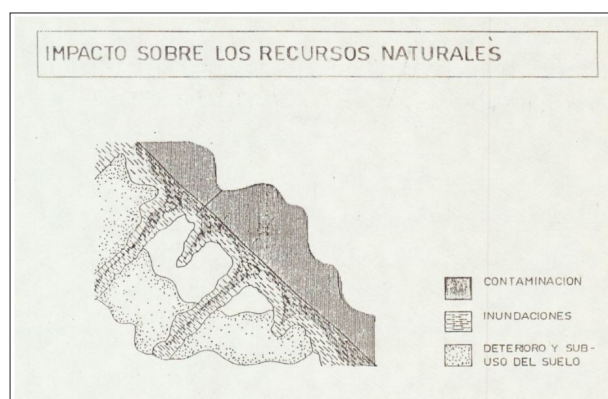 IMPACTO SOBRE LOS RECURSOS NATURALES
CONTAMINACION
INUNDACIONES
DETERIORO Y SUB-
USO DEL SUELO